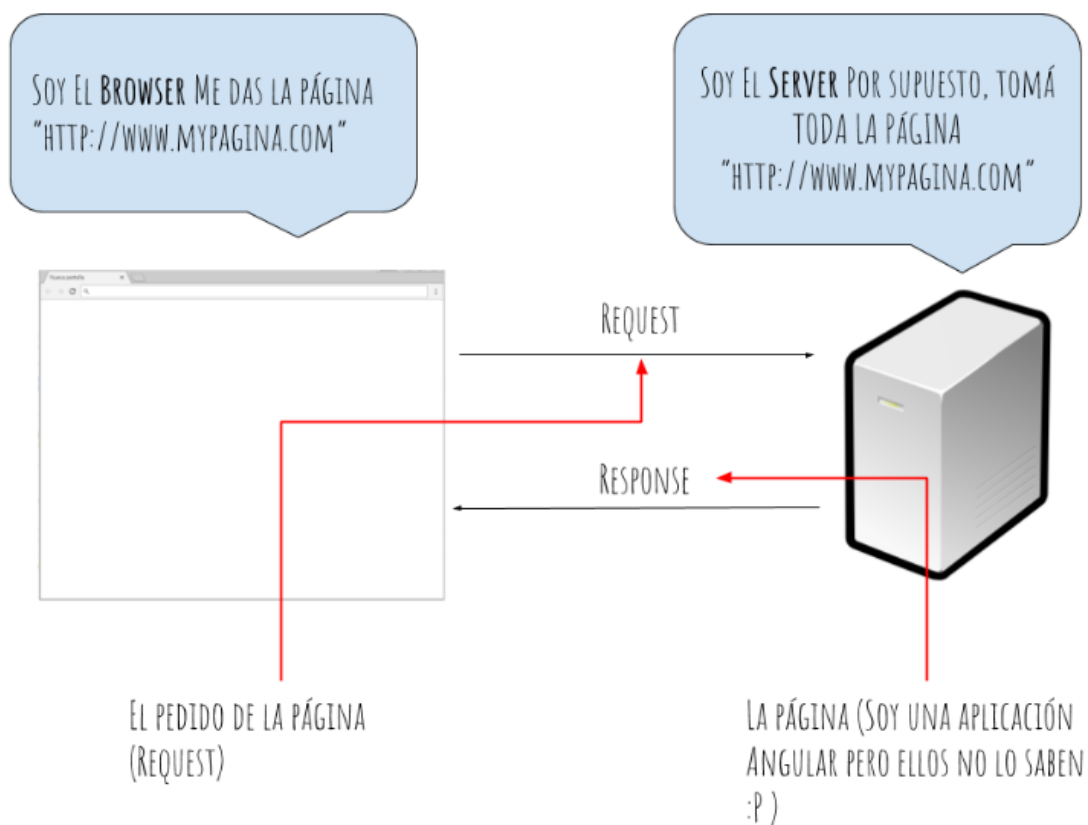 Soy El Browser Me das la página
"http://www.mypagina.com"
Soy El Server Por supuesto, tomá
toda la página
"http://www.mypagina.com"
Request
Response
El pedido de la página
(Request)
La página (Soy una aplicación
Angular pero ellos no lo saben
:P )